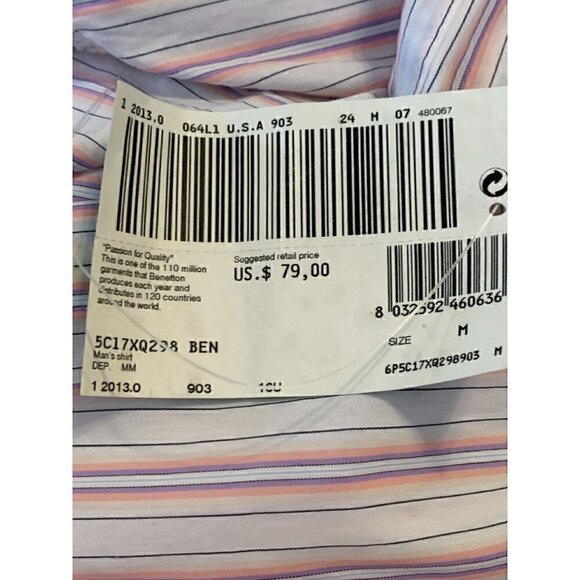 1 2013.0 064L1 U.S.A 903 24 M 07 480067
"Passion for Quality"
This is one of the 110 million
garments that Benetton
produces each year and
distributes in 120 countries
around the world.
Suggested retail price
US.$ 79,00
8 032592 460636
5C17XQ298 BEN
Man's shirt
DEP. MM
SIZE M
6P5C17XQ298903 M
1 2013.0 903